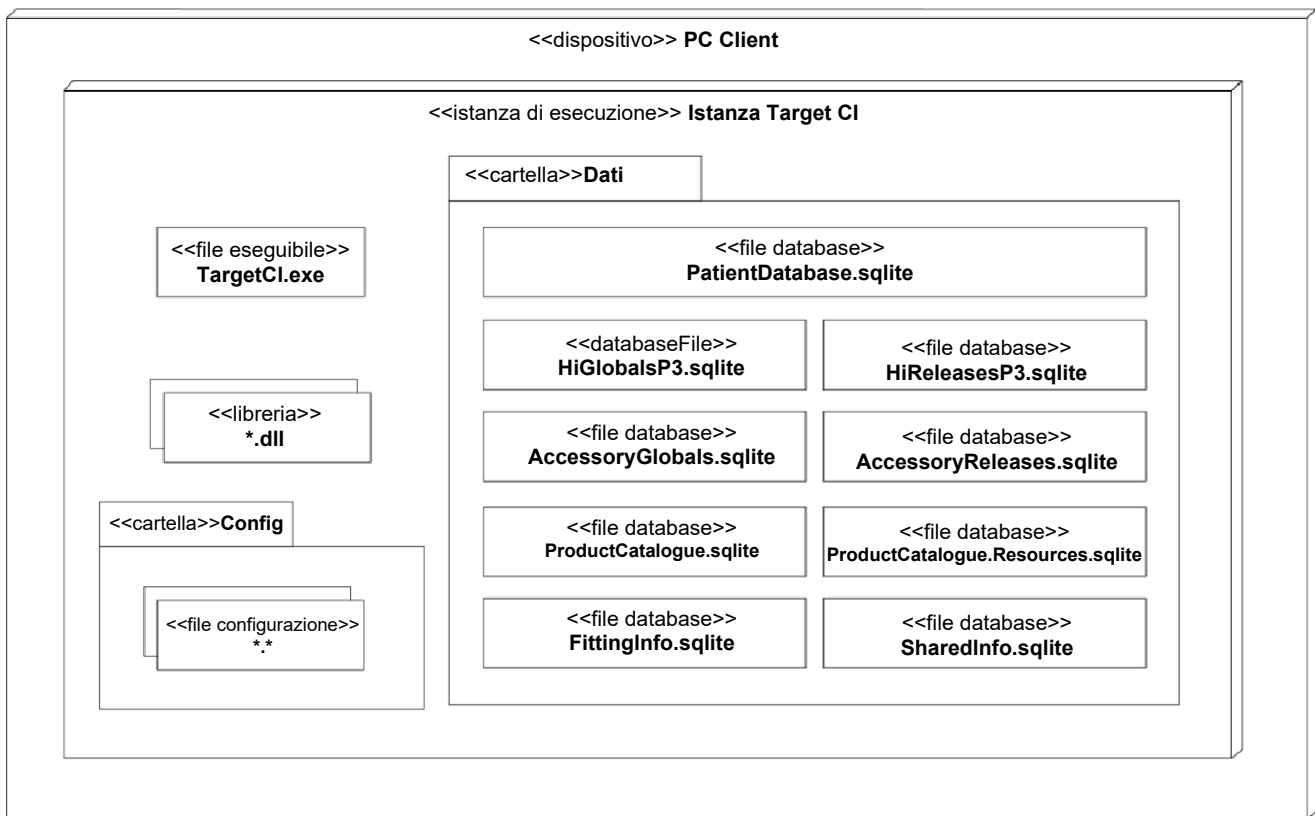 <<dispositivo>> PC Client
<<istanza di esecuzione>> Istanza Target CI
<<cartella>>Dati
<<file eseguibile>>
TargetCI.exe
<<libreria>>
*.dll
<<cartella>>Config
<<file configurazione>>
*.*
<<file database>>
PatientDatabase.sqlite
<<databaseFile>>
HiGlobalsP3.sqlite
<<file database>>
HiReleasesP3.sqlite
<<file database>>
AccessoryGlobals.sqlite
<<file database>>
AccessoryReleases.sqlite
<<file database>>
ProductCatalogue.sqlite
<<file database>>
ProductCatalogue.Resources.sqlite
<<file database>>
FittingInfo.sqlite
<<file database>>
SharedInfo.sqlite